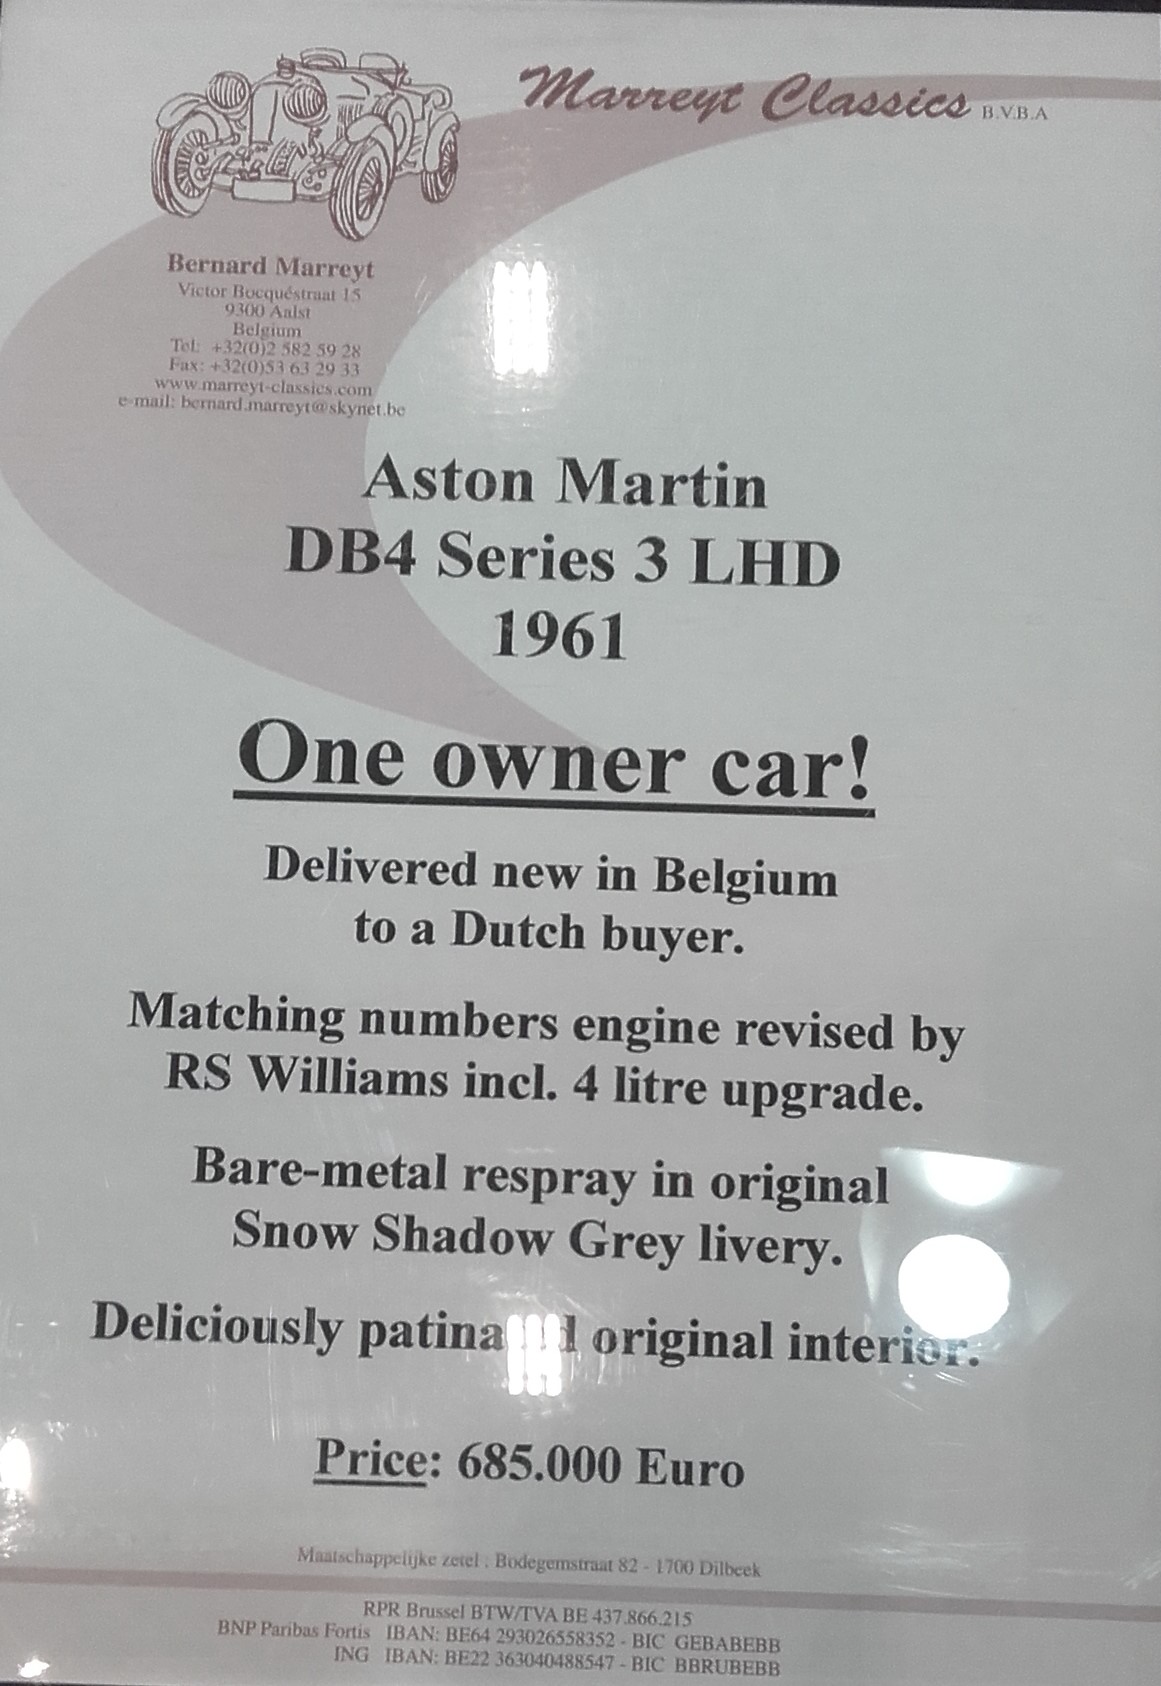 Marreyt Classics B.V.B.A
Bernard Marreyt
Victor Bocquéstraat 15
9300 Aalst
Belgium
Tel: +32(0)2 582 59 28
Fax: +32(0)53 63 29 33
www.marreyt-classics.com
e-mail: bernard.marreyt@skynet.be
Aston Martin
DB4 Series 3 LHD
1961
One owner car!
Delivered new in Belgium
to a Dutch buyer.
Matching numbers engine revised by
RS Williams incl. 4 litre upgrade.
Bare-metal respray in original
Snow Shadow Grey livery.
Deliciously original interior.
Price: 685.000 Euro
Maatschappelijke zetel : Bodegemstraat 82 - 1700 Dilbeek
RPR Brussel BTW/TVA BE 437.866.215
BNP Paribas Fortis IBAN: BE64 293026558352 - BIC GEBABEBB
ING IBAN: BE22 363040488547 - BIC BBRUBEBB